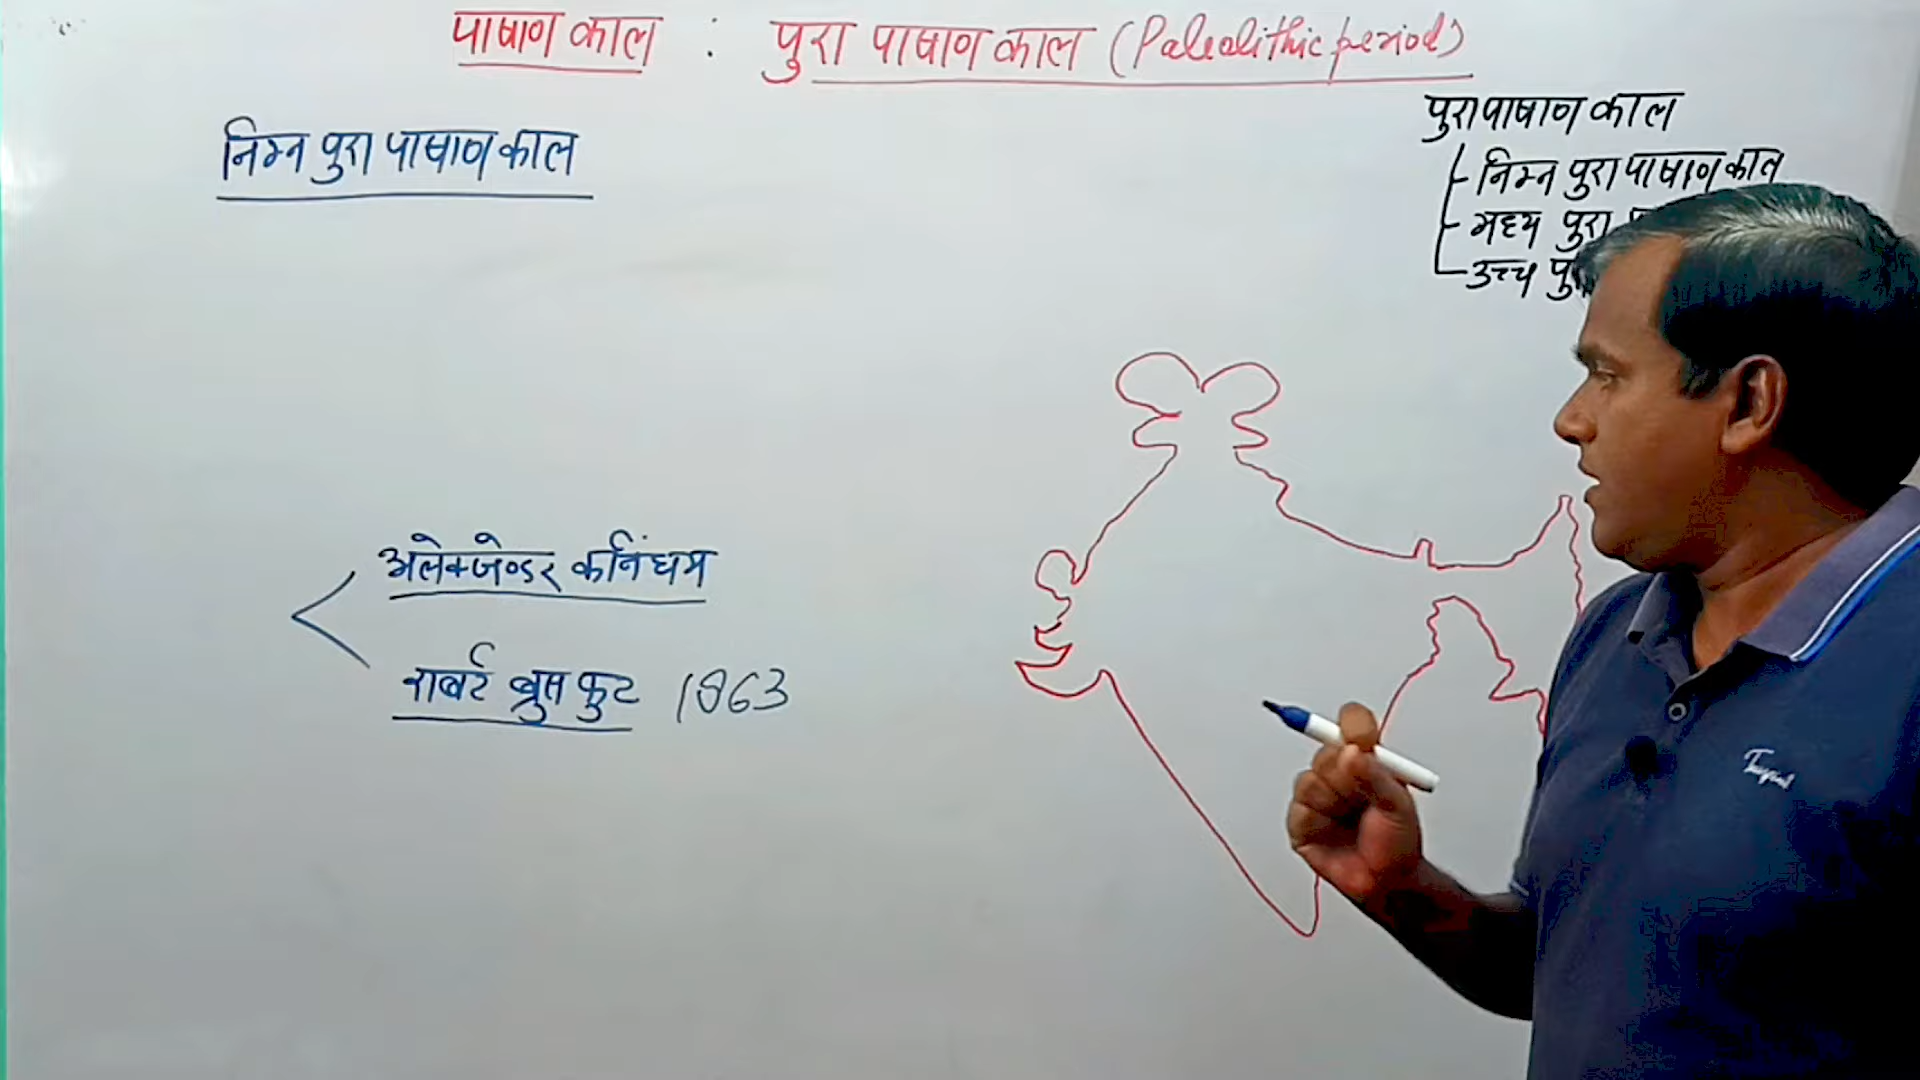 पाषाण काल : पुरा पाषाण काल (Paleolithic period)
निम्न पुरा पाषाण काल
पुरापाषाण काल
निम्न पुरा पाषाण काल
मध्य पुरा
उच्च
अलेक्जेण्डर कनिंघम
राबर्ट ब्रुस फुट 1863